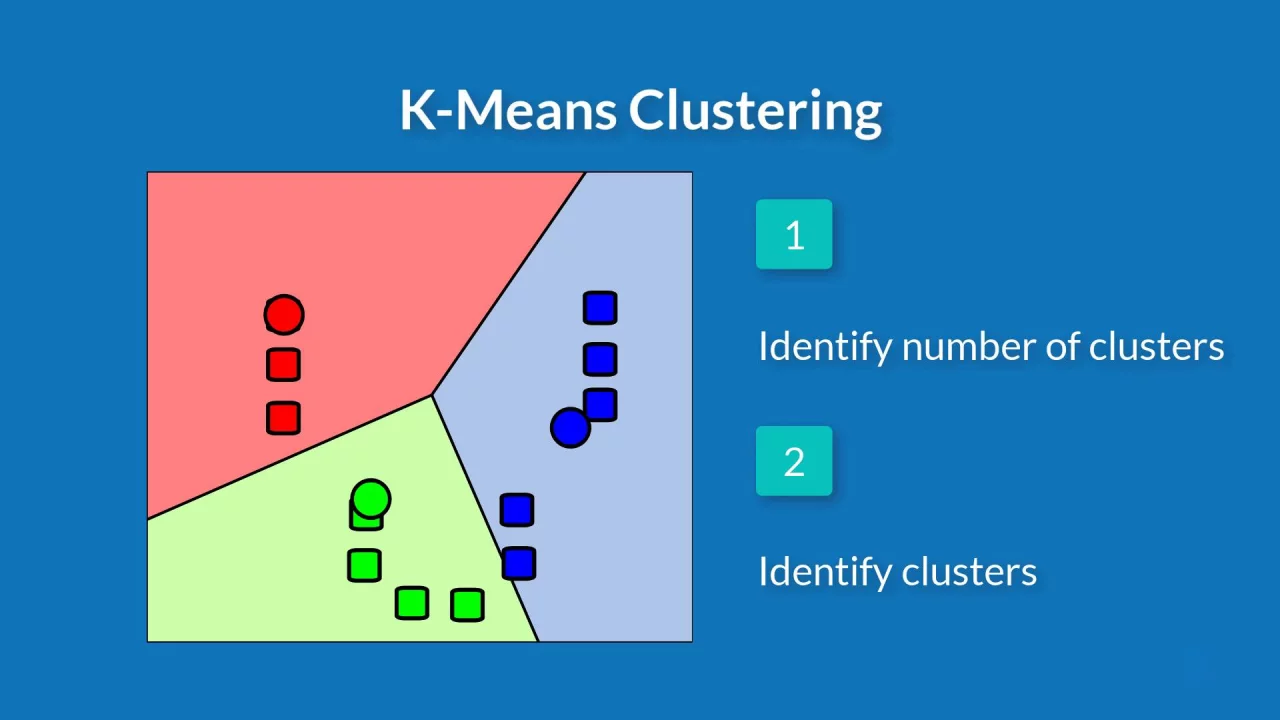 K-Means Clustering
1
Identify number of clusters
2
Identify clusters